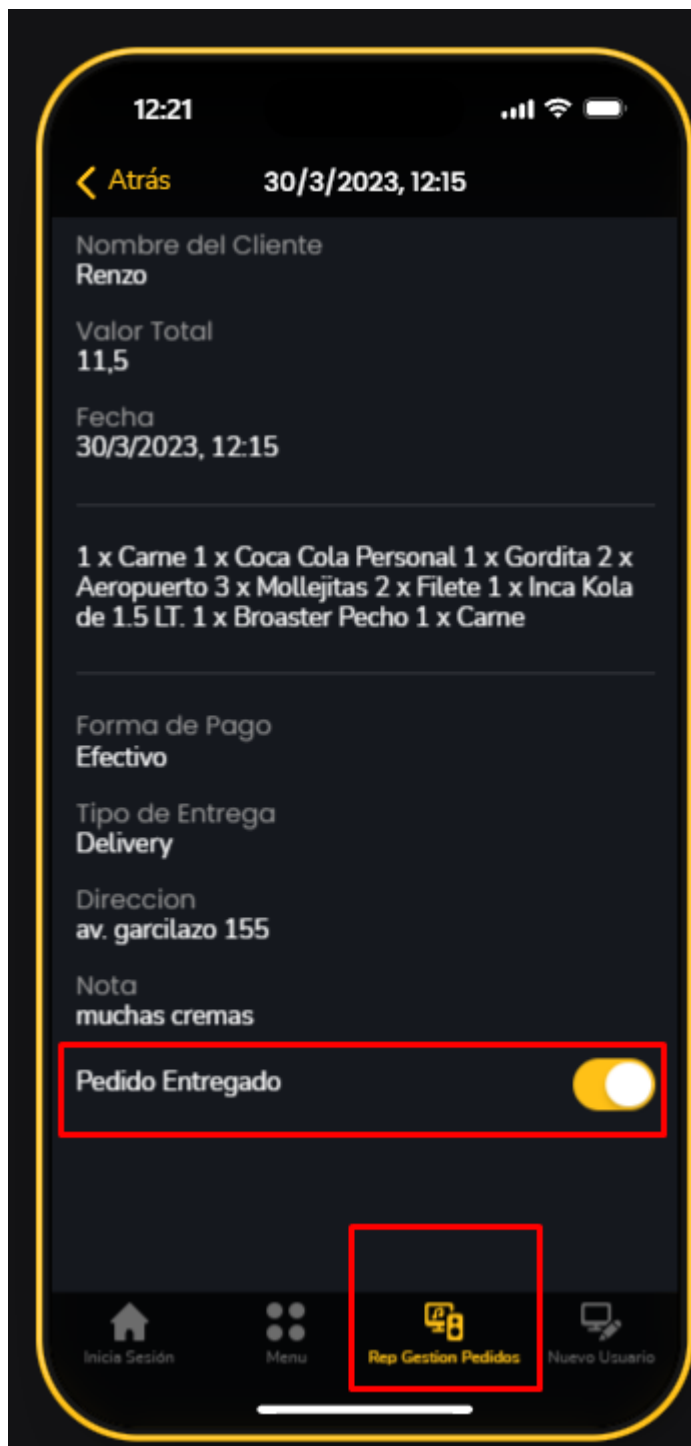 12:21
Atrás
30/3/2023, 12:15
Nombre del Cliente
Renzo
Valor Total
11,5
Fecha
30/3/2023, 12:15
1 x Carne 1 x Coca Cola Personal 1 x Gordita 2 x
Aeropuerto 3 x Mollejitas 2 x Filete 1 x Inca Kola
de 1.5 LT. 1 x Broaster Pecho 1 x Carne
Forma de Pago
Efectivo
Tipo de Entrega
Delivery
Direccion
av. garcilazo 155
Nota
muchas cremas
Pedido Entregado
Inicia Sesión
Menu
Rep Gestion Pedidos
Nuevo Usuario